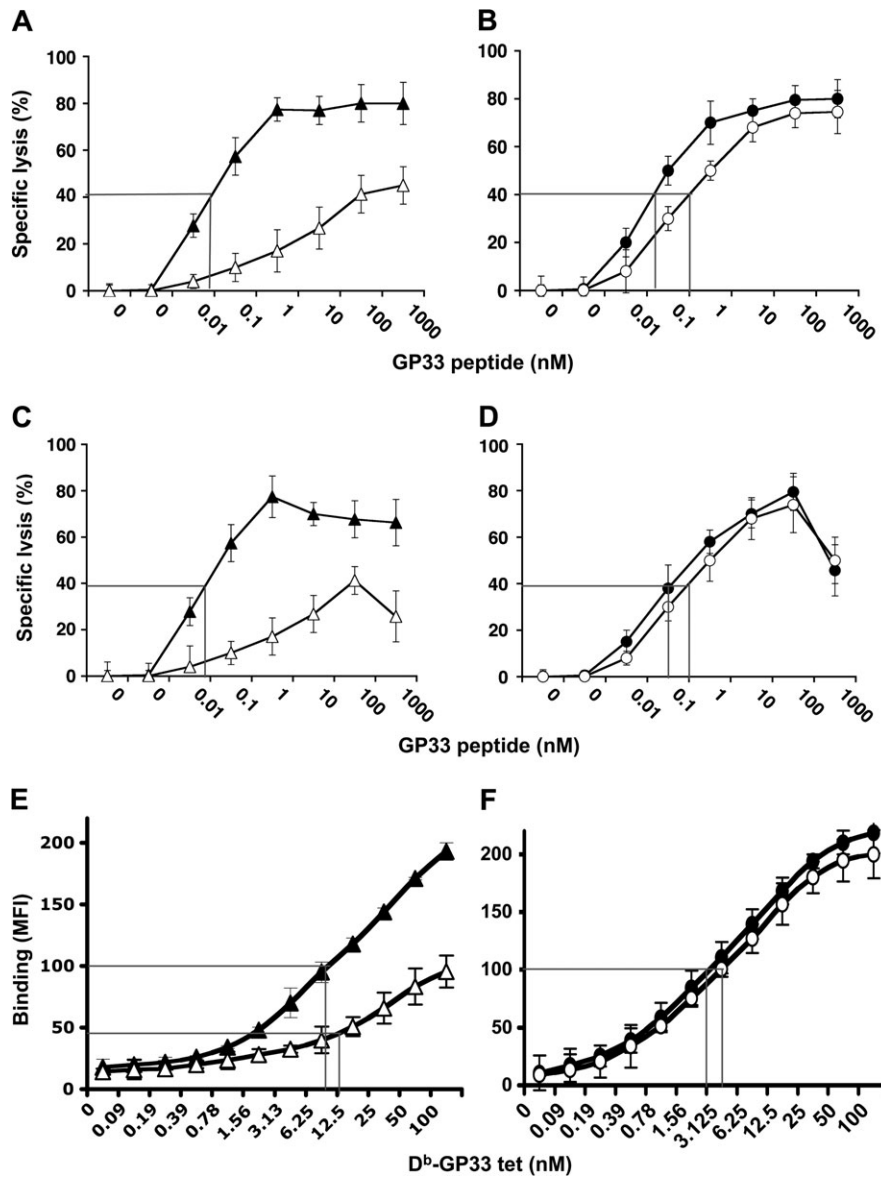 A
B
100
80
60
40
20
0
Specific lysis (%)
0 0 0.01 0.1 1 10 100 1000
100
80
60
40
20
0
Specific lysis (%)
0 0 0.01 0.1 1 10 100 1000
GP33 peptide (nM)
C
D
100
80
60
40
20
0
Specific lvsis (%)
0 0 0.01 0.1 1 10 100 1000
100
80
60
40
20
0
0 0 0.01 0.1 1 10 100 1000
GP33 peptide (nM)
E
F
200
150
100
50
0
Binding (MFI)
0 0.09 0.19 0.39 0.78 1.56 3.13 6.25 12.5 25 50 100
200
150
100
50
0
0 0.09 0.19 0.39 0.78 1.56 3.125 6.25 12.5 25 50 100
Dᵇ-GP33 tet (nM)